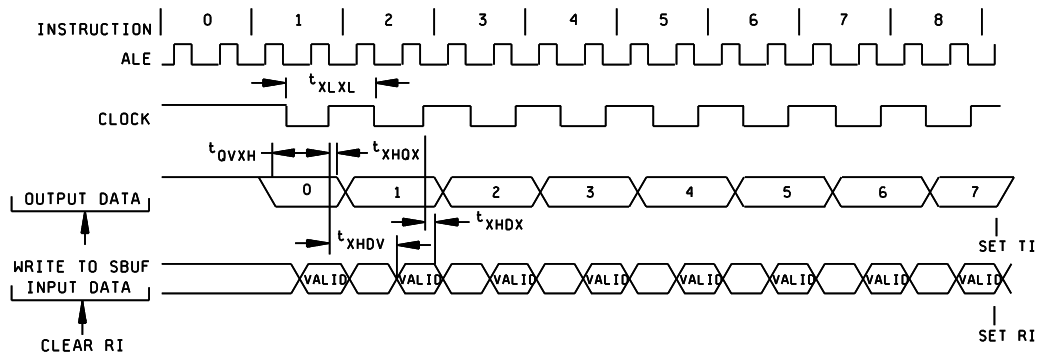 INSTRUCTION 0 1 2 3 4 5 6 7 8
ALE
tXLXL
CLOCK
tQVXH tXHQX
OUTPUT DATA 0 1 2 3 4 5 6 7
tXHDX
tXHDV
SET TI
WRITE TO SBUF
INPUT DATA VALID VALID VALID VALID VALID VALID VALID VALID
SET RI
CLEAR RI